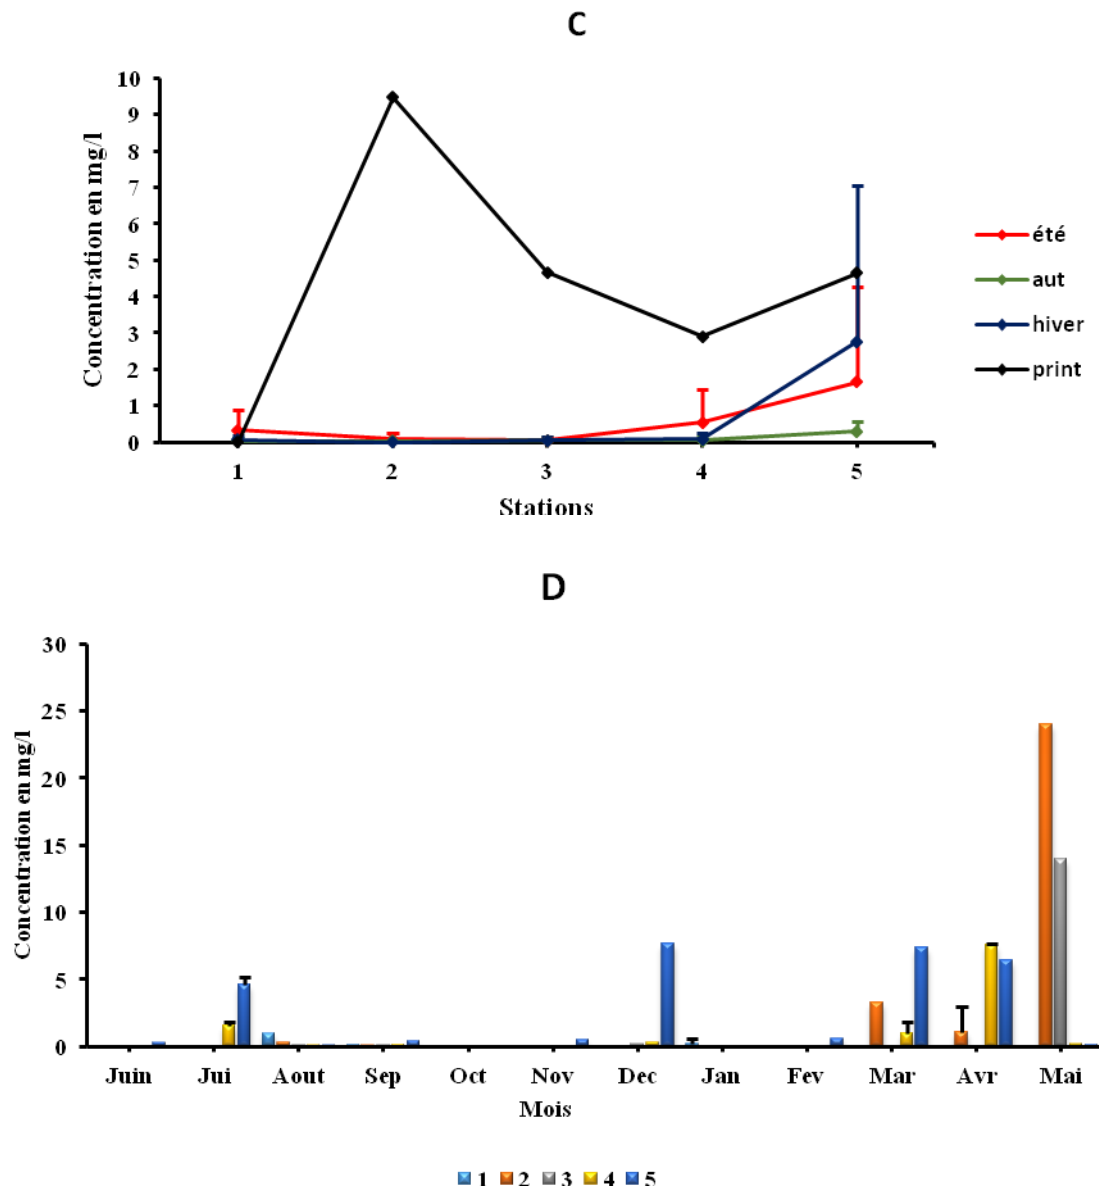 C
10
9
8
7
6
5
4
3
2
1
0
Concentration en mg/l
1 2 3 4 5
Stations
été
aut
hiver
print
D
30
25
20
15
10
5
0
Concentration en mg/l
Juin Jui Aout Sep Oct Nov Dec Jan Fev Mar Avr Mai
Mois
1 2 3 4 5